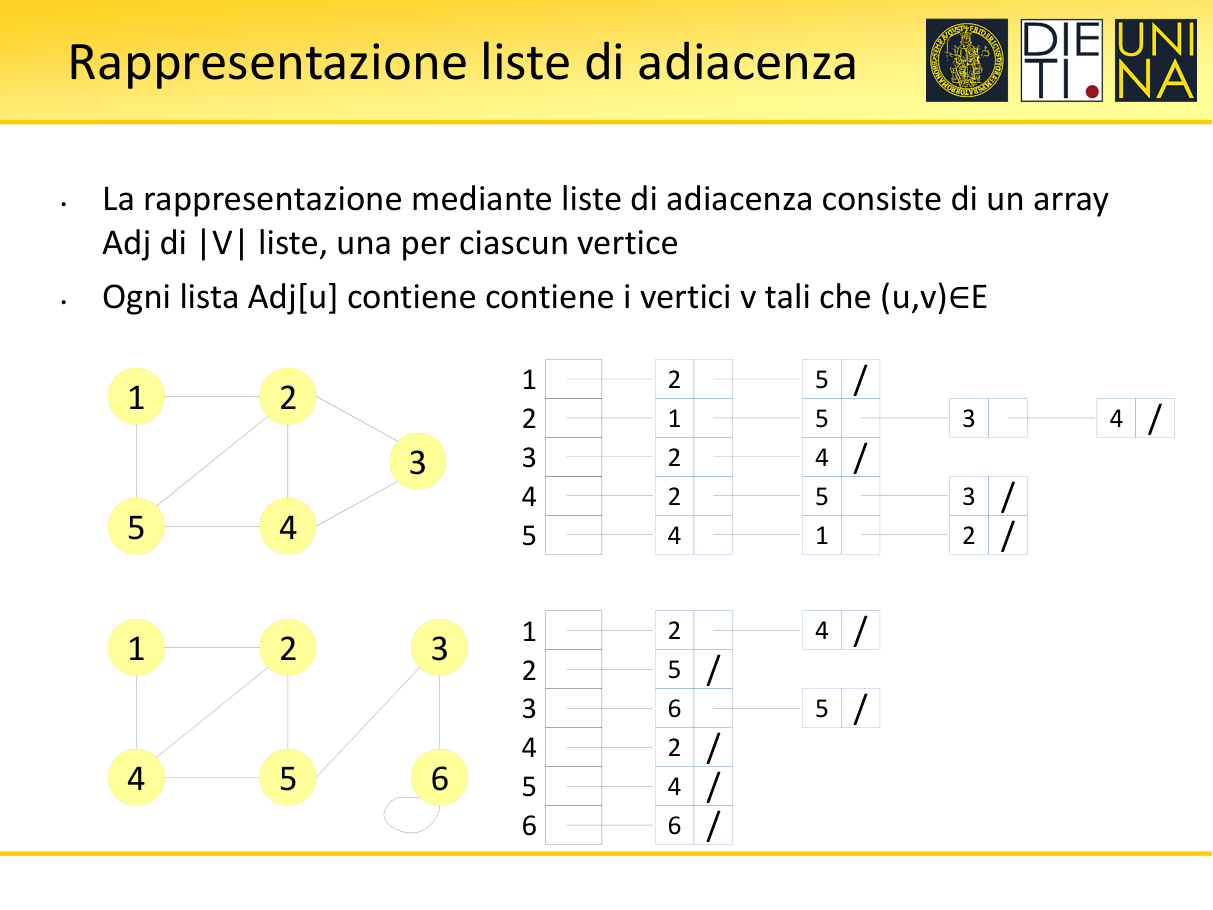 Rappresentazione liste di adiacenza
DIE
TI.
UNI
NA
• La rappresentazione mediante liste di adiacenza consiste di un array
Adj di |V| liste, una per ciascun vertice
• Ogni lista Adj[u] contiene contiene i vertici v tali che (u,v)∈E
1 2
3
5 4
1 2 5 /
2 1 5 3 4 /
3 2 4 /
4 2 5 3 /
5 4 1 2 /
1 2 3
4 5 6
1 2 4 /
2 5 /
3 6 5 /
4 2 /
5 4 /
6 6 /